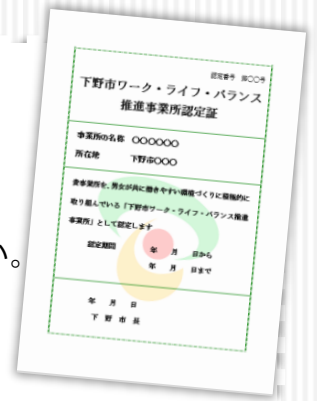 認定番号 第○○号
下野市ワーク・ライフ・バランス
推進事業所認定証
事業所の名称 ○○○○○○
所在地 下野市○○○
貴事業所を、男女が共に働きやすい環境づくりに積極的に
取り組んでいる「下野市ワーク・ライフ・バランス推進
事業所」として認定します
認定期間 年 月 日から
年 月 日まで
年 月 日
下野市長
い。